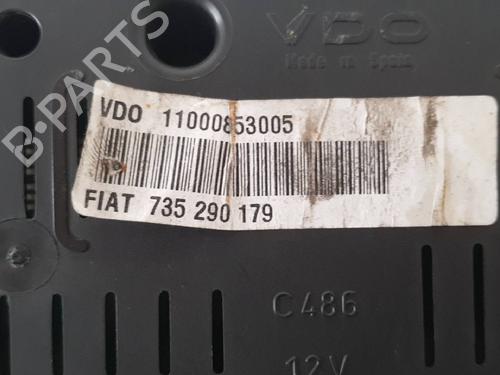 VDO
Made in Spain
B-PARTS
VDO 11000853005
FIAT 735 290 179
C486
12V